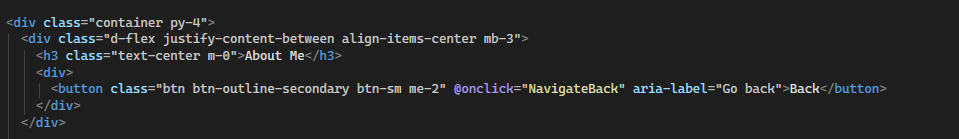 <div class="container py-4">
<div class="d-flex justify-content-between align-items-center mb-3">
<h3 class="text-center m-0">About Me</h3>
<div>
<button class="btn btn-outline-secondary btn-sm me-2" @onclick="NavigateBack" aria-label="Go back">Back</button>
</div>
</div>